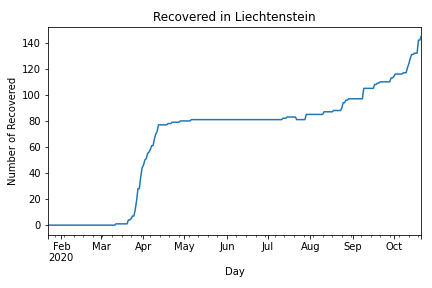 Recovered in Liechtenstein
Number of Recovered
140
120
100
80
60
40
20
0
Feb Mar Apr May Jun Jul Aug Sep Oct
2020
Day